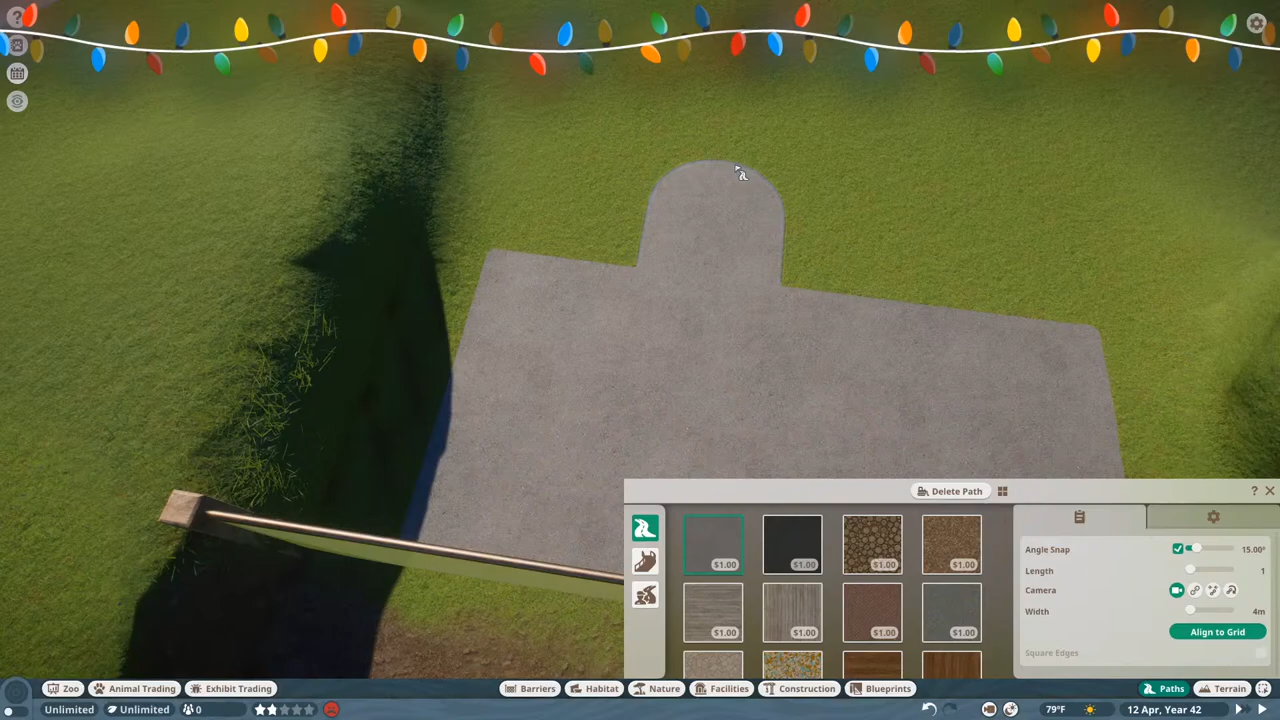 Delete Path
?
$1.00 $1.00 $1.00 $1.00
$1.00 $1.00 $1.00 $1.00
Angle Snap 15.00°
Length 1
Camera
Width 4m
Align to Grid
Square Edges
Zoo Animal Trading Exhibit Trading Barriers Habitat Nature Facilities Construction Blueprints Paths Terrain
Unlimited Unlimited 0 79°F 12 Apr, Year 42